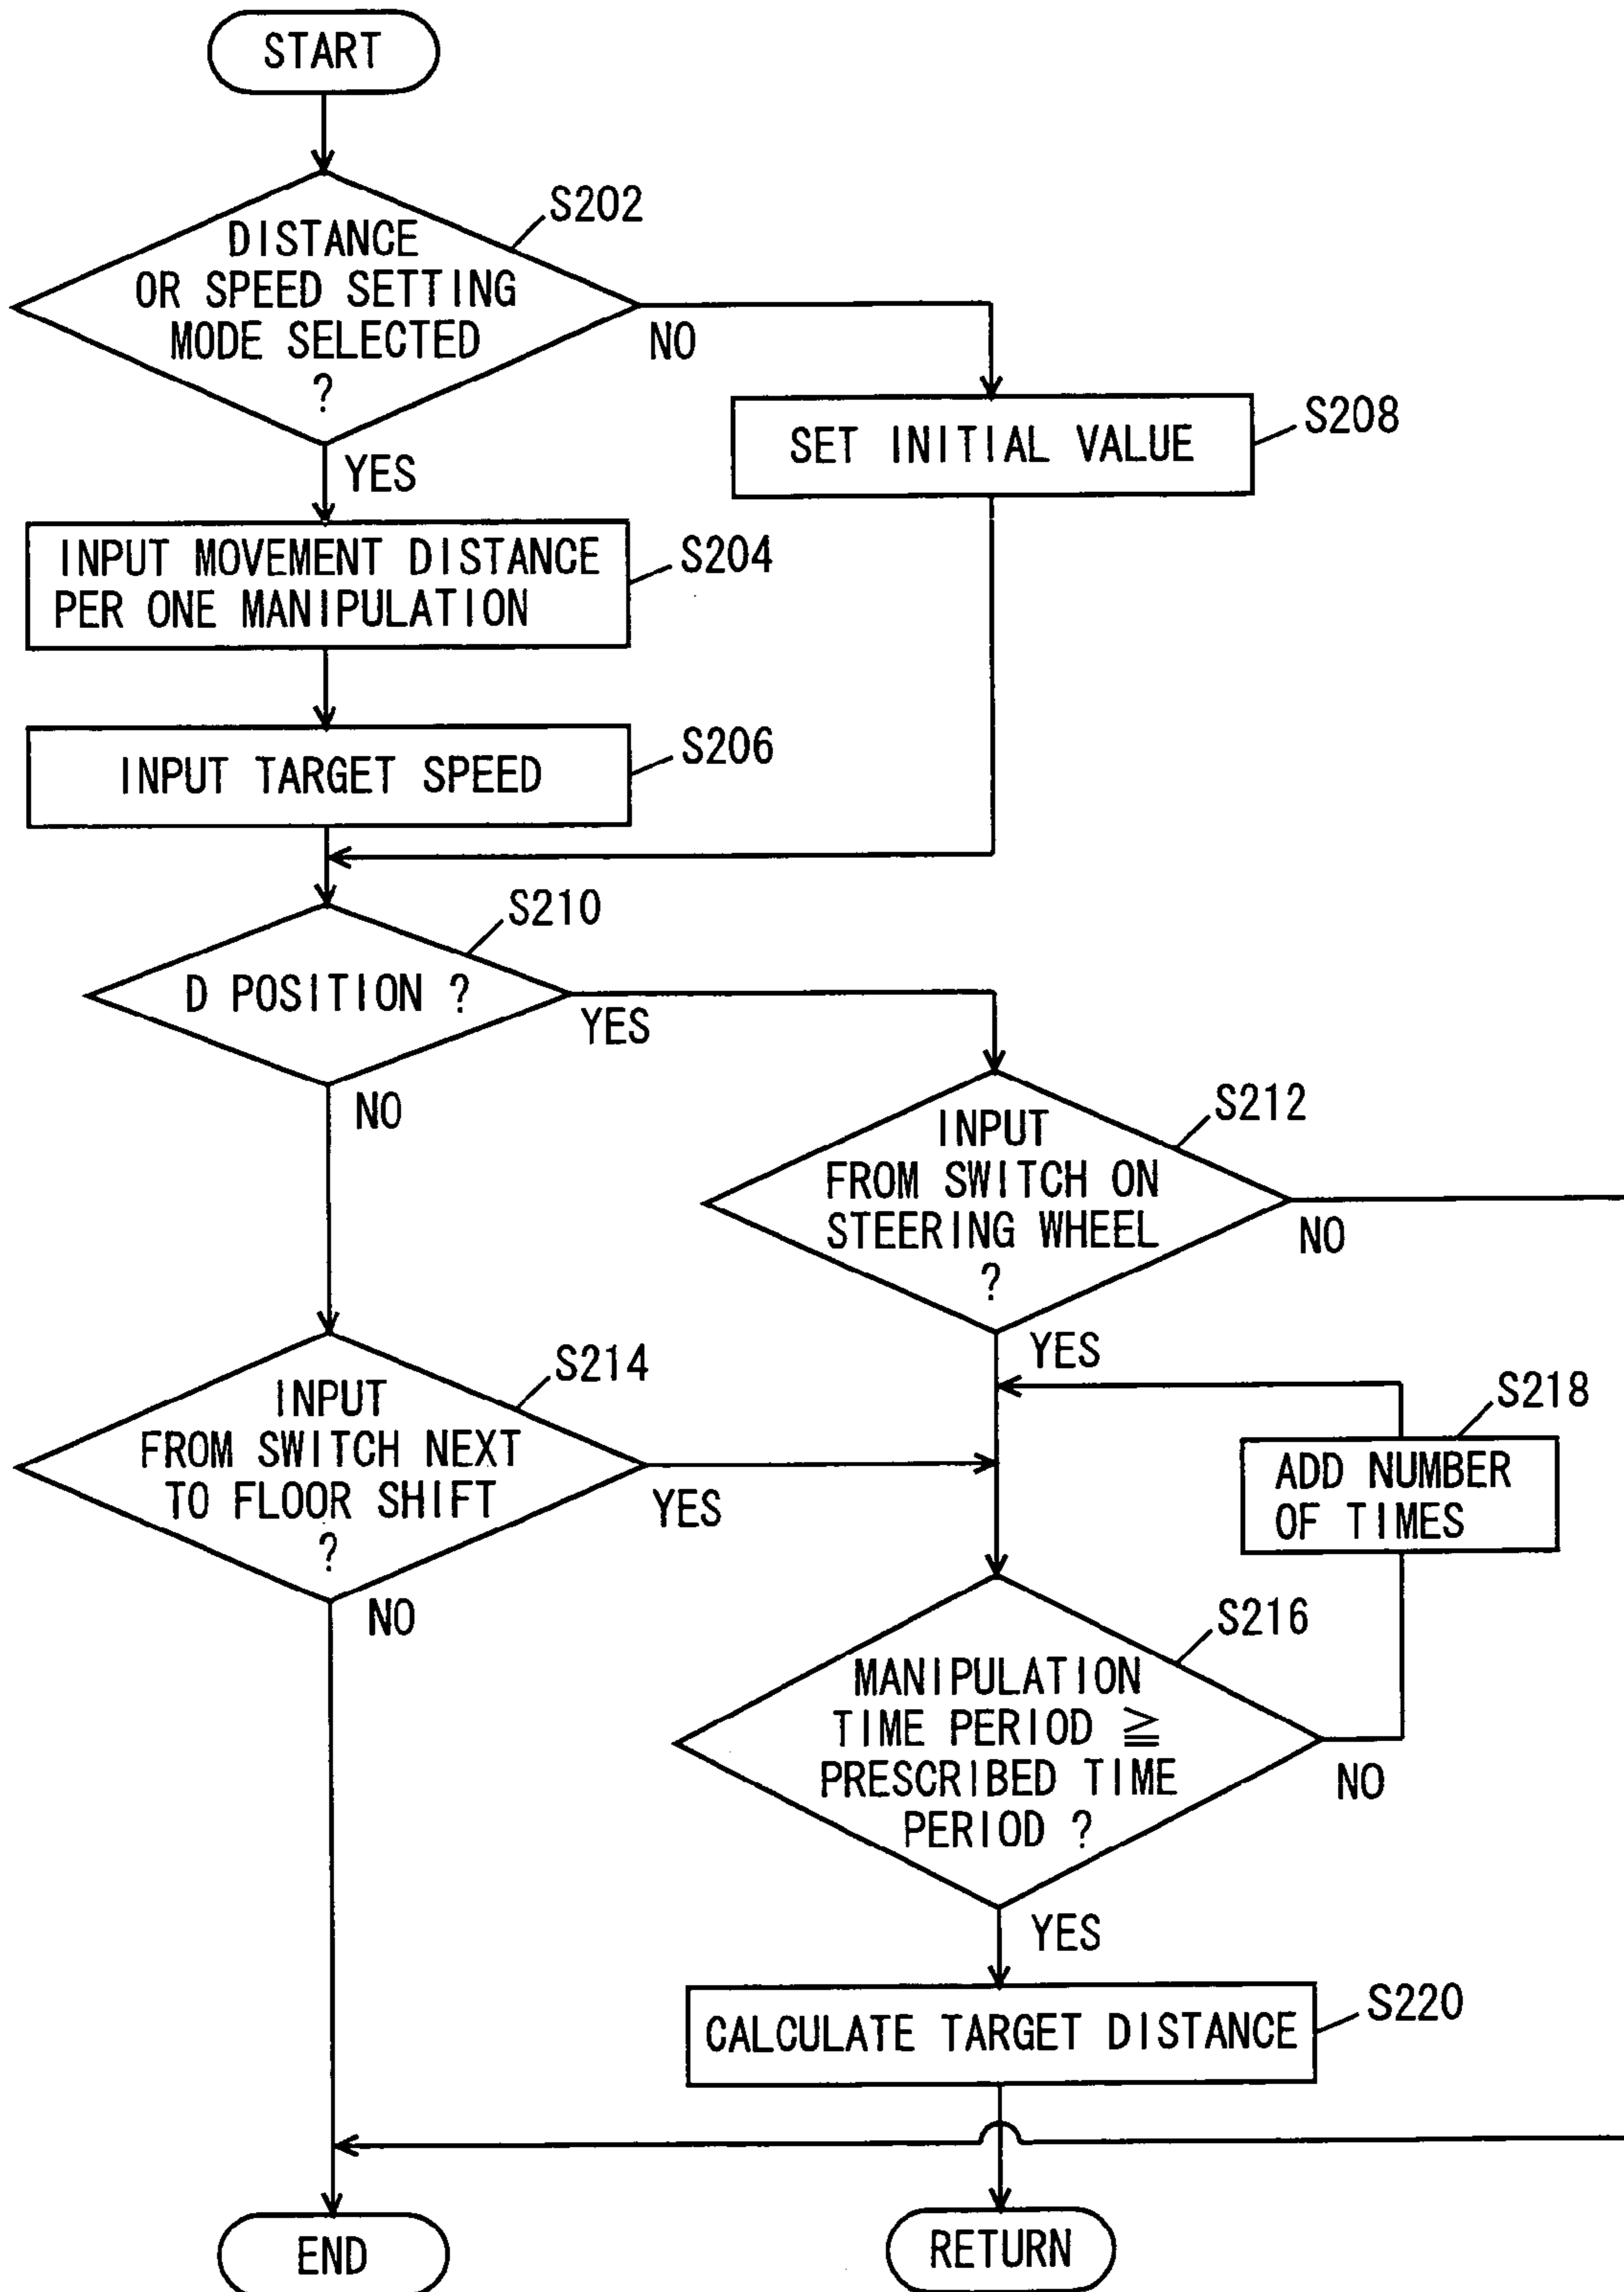 START
S202
DISTANCE
OR SPEED SETTING
MODE SELECTED
?
NO
YES
SET INITIAL VALUE
S208
INPUT MOVEMENT DISTANCE
PER ONE MANIPULATION
S204
INPUT TARGET SPEED
S206
S210
D POSITION ?
YES
NO
S212
INPUT
FROM SWITCH ON
STEERING WHEEL
?
NO
YES
S214
INPUT
FROM SWITCH NEXT
TO FLOOR SHIFT
?
YES
NO
S218
ADD NUMBER
OF TIMES
S216
MANIPULATION
TIME PERIOD ≧
PRESCRIBED TIME
PERIOD ?
NO
YES
CALCULATE TARGET DISTANCE
S220
END
RETURN